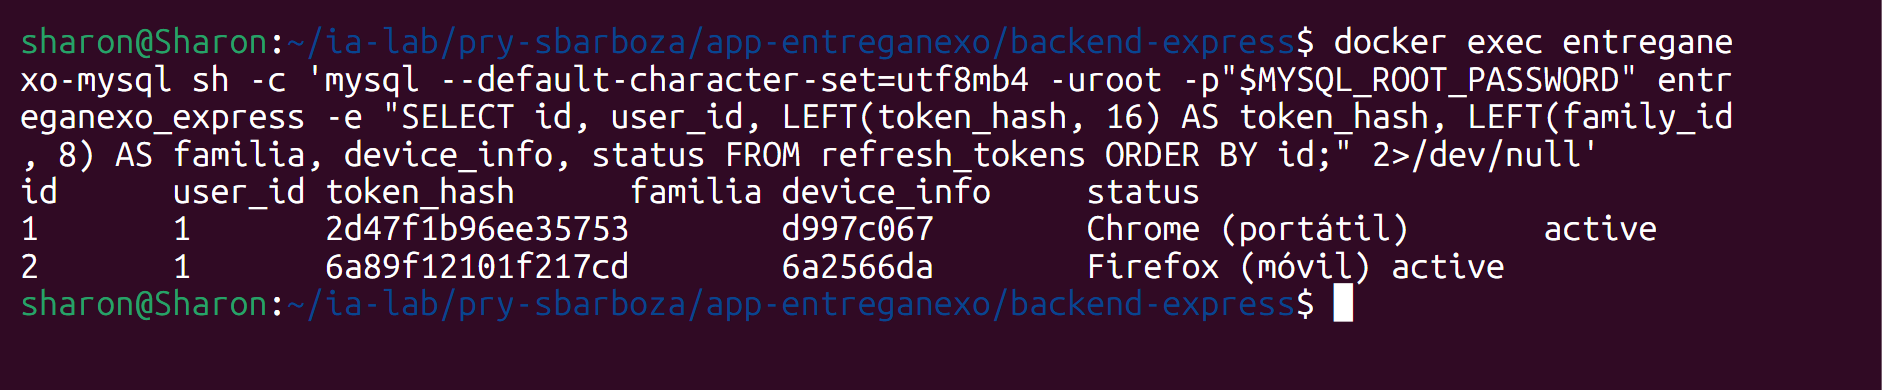 sharon@Sharon:~/ia-lab/pry-sbarboza/app-entreganexo/backend-express$ docker exec entregane
xo-mysql sh -c 'mysql --default-character-set=utf8mb4 -uroot -p"$MYSQL_ROOT_PASSWORD" entr
eganexo_express -e "SELECT id, user_id, LEFT(token_hash, 16) AS token_hash, LEFT(family_id
, 8) AS familia, device_info, status FROM refresh_tokens ORDER BY id;" 2>/dev/null'
id      user_id token_hash      familia device_info     status
1       1       2d47f1b96ee35753        d997c067        Chrome (portátil)       active
2       1       6a89f12101f217cd        6a2566da        Firefox (móvil) active
sharon@Sharon:~/ia-lab/pry-sbarboza/app-entreganexo/backend-express$